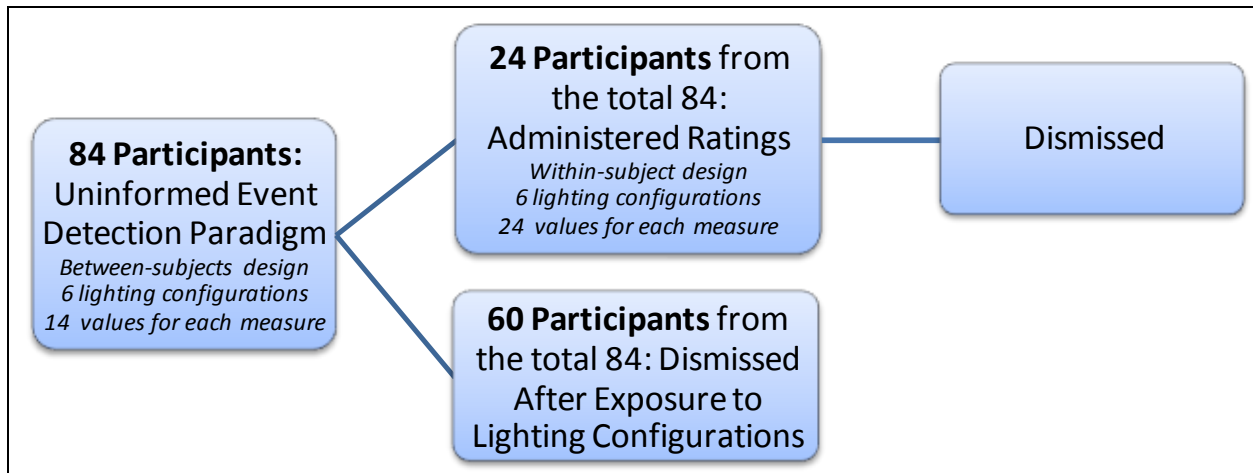 84 Participants:
Uninformed Event
Detection Paradigm
Between-subjects design
6 lighting configurations
14 values for each measure
24 Participants from
the total 84:
Administered Ratings
Within-subject design
6 lighting configurations
24 values for each measure
Dismissed
60 Participants from
the total 84: Dismissed
After Exposure to
Lighting Configurations